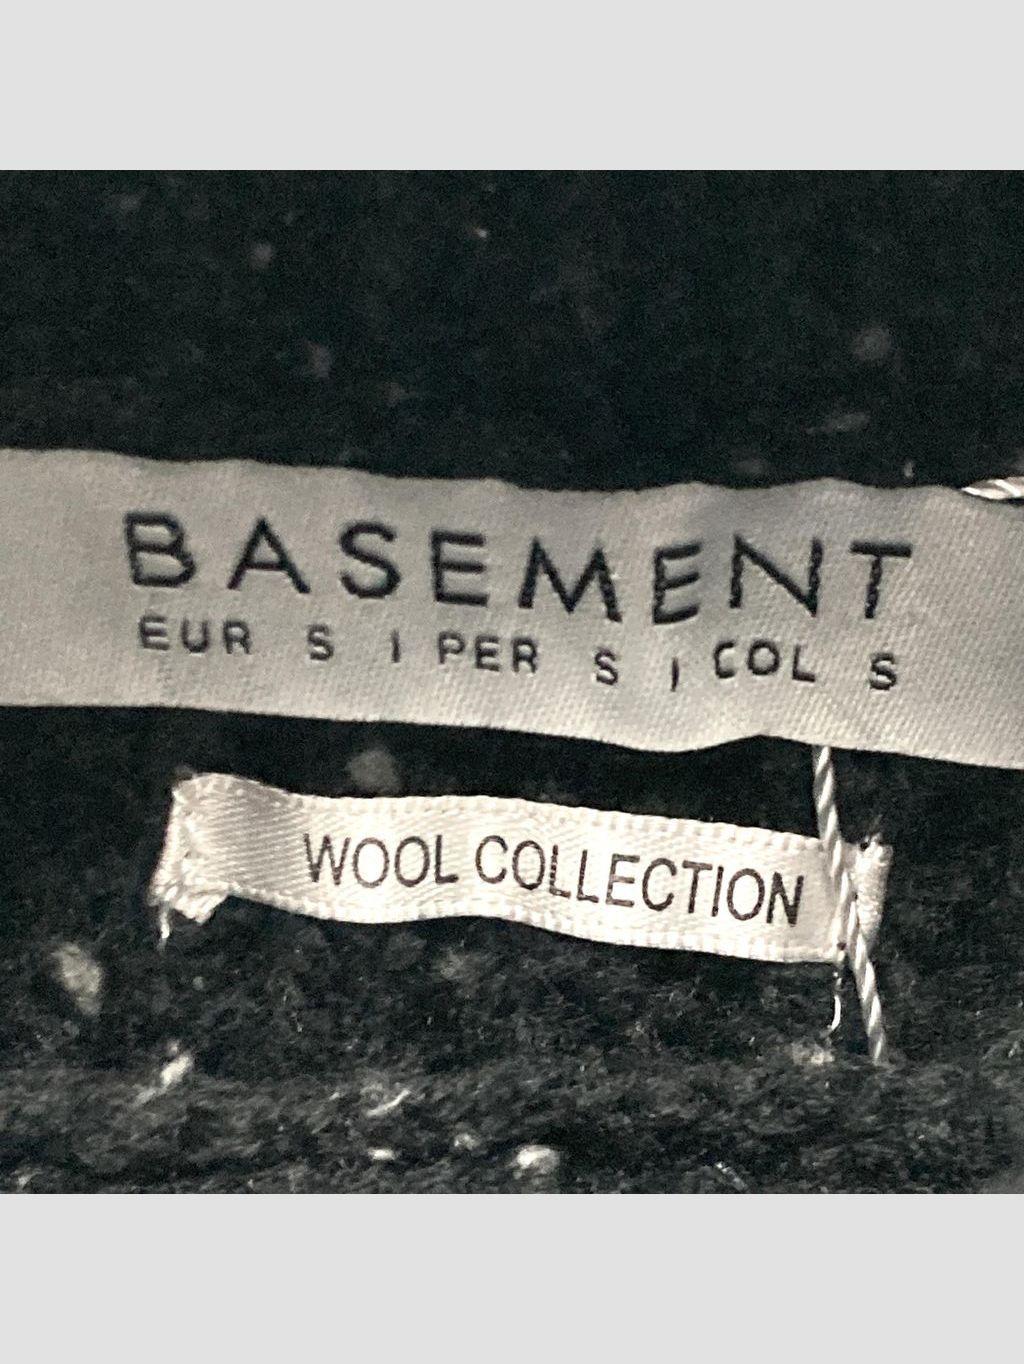 BASEMENT
EUR S | PER S | COL S
WOOL COLLECTION